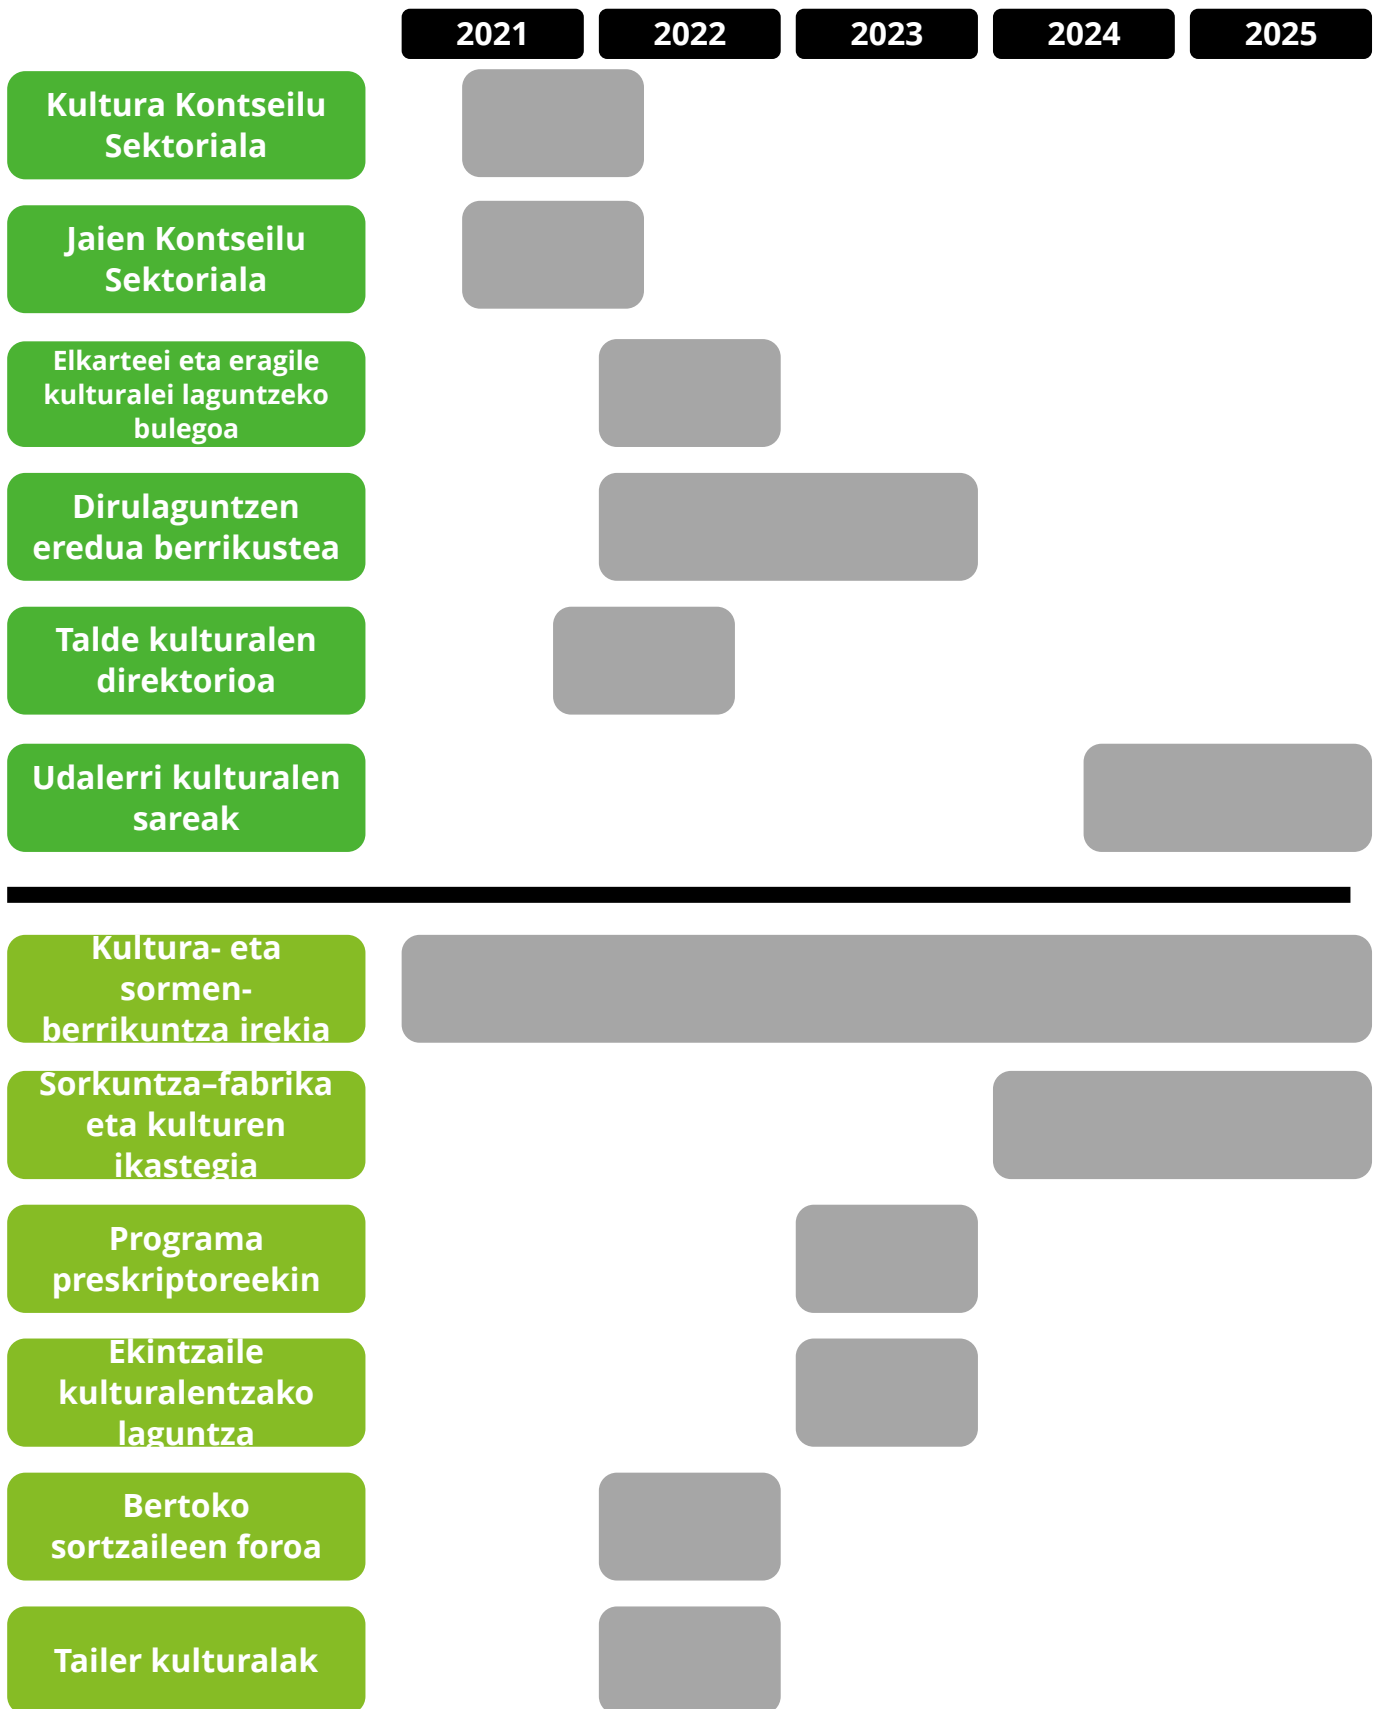 2021 2022 2023 2024 2025
Kultura Kontseilu
Sektoriala
Jaien Kontseilu
Sektoriala
Elkarteei eta eragile
kulturalei laguntzeko
bulegoa
Dirulaguntzen
eredua berrikustea
Talde kulturalen
direktorioa
Udalerri kulturalen
sareak
Kultura- eta
sormen-
berrikuntza irekia
Sorkuntza–fabrika
eta kulturen
ikastegia
Programa
preskriptoreekin
Ekintzaile
kulturalentzako
laguntza
Bertoko
sortzaileen foroa
Tailer kulturalak